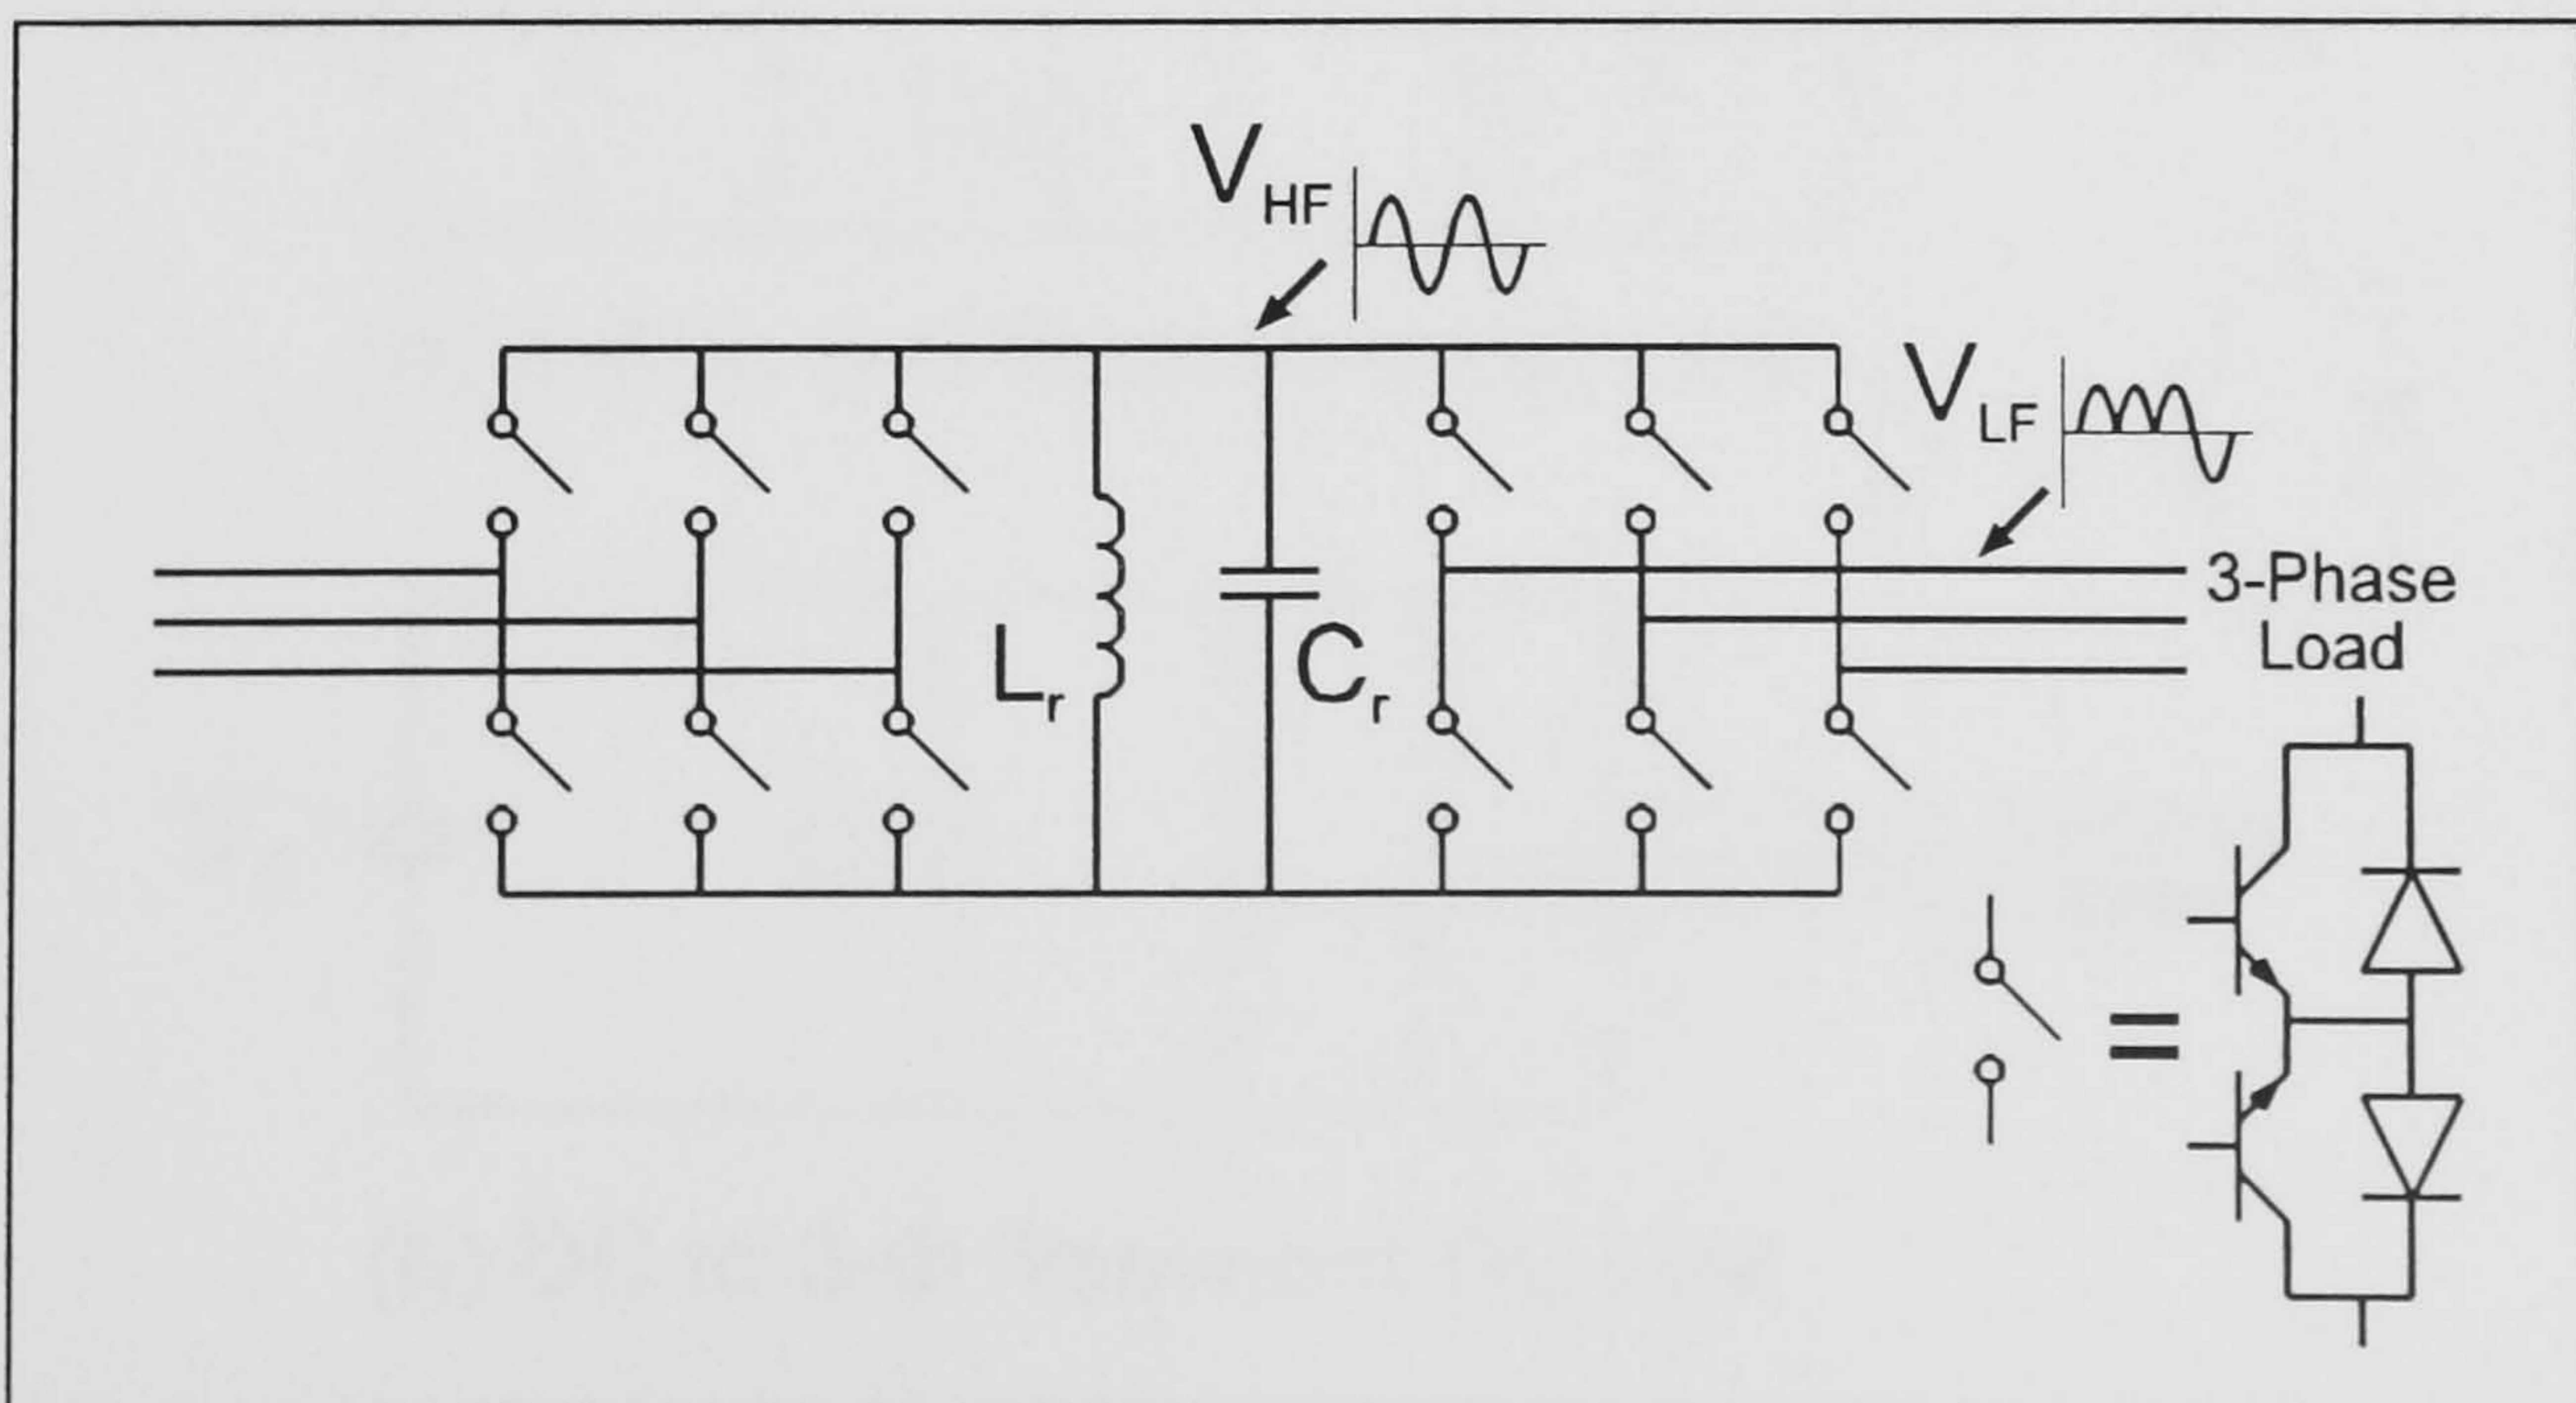 V HF
V LF
3-Phase
Load
L r
C r
=